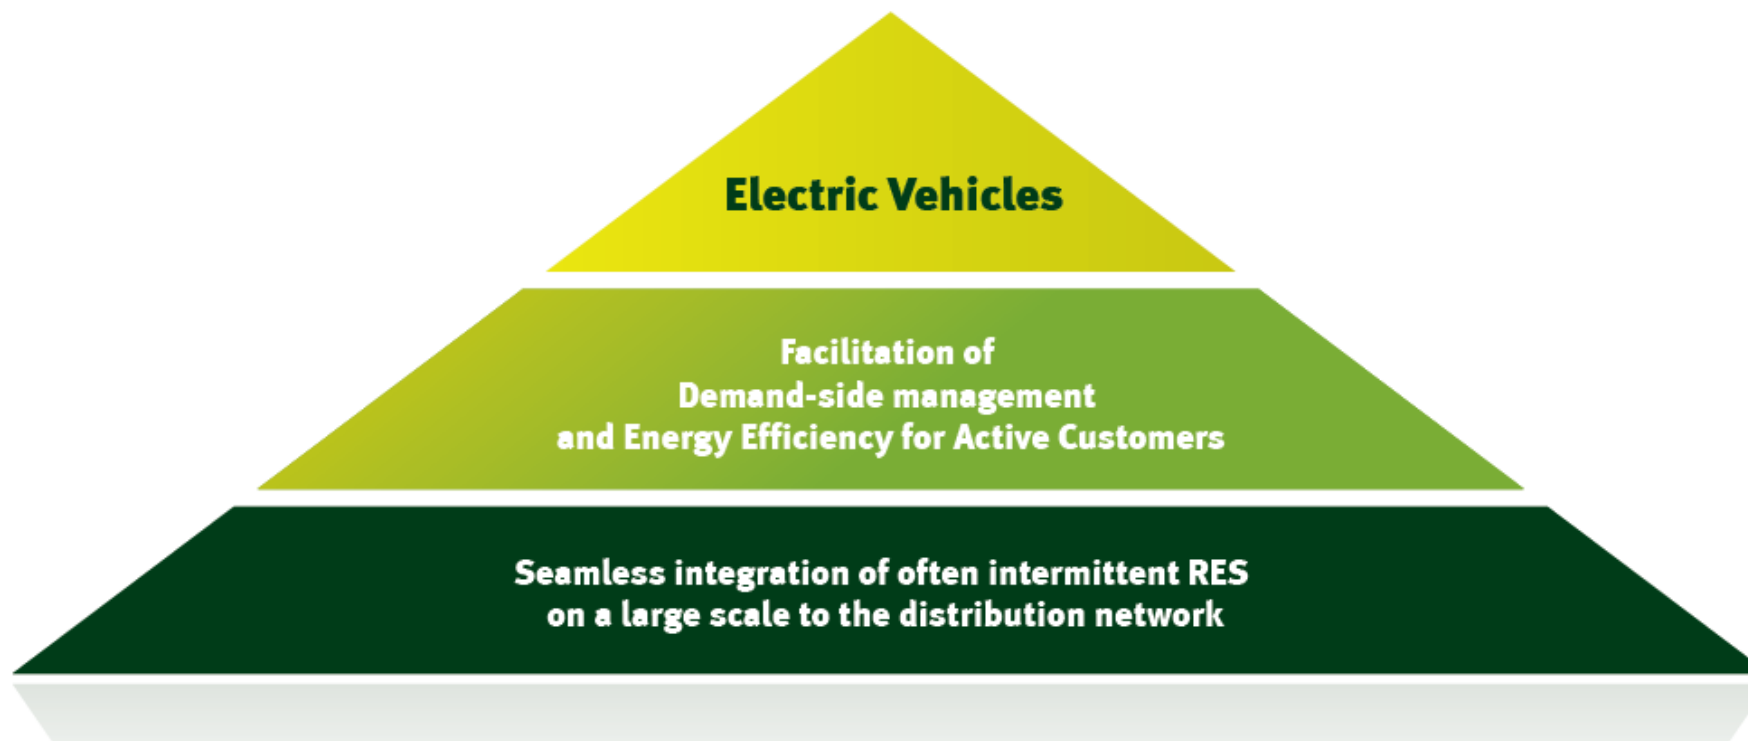 Electric Vehicles
Facilitation of
Demand-side management
and Energy Efficiency for Active Customers
Seamless integration of often intermittent RES
on a large scale to the distribution network